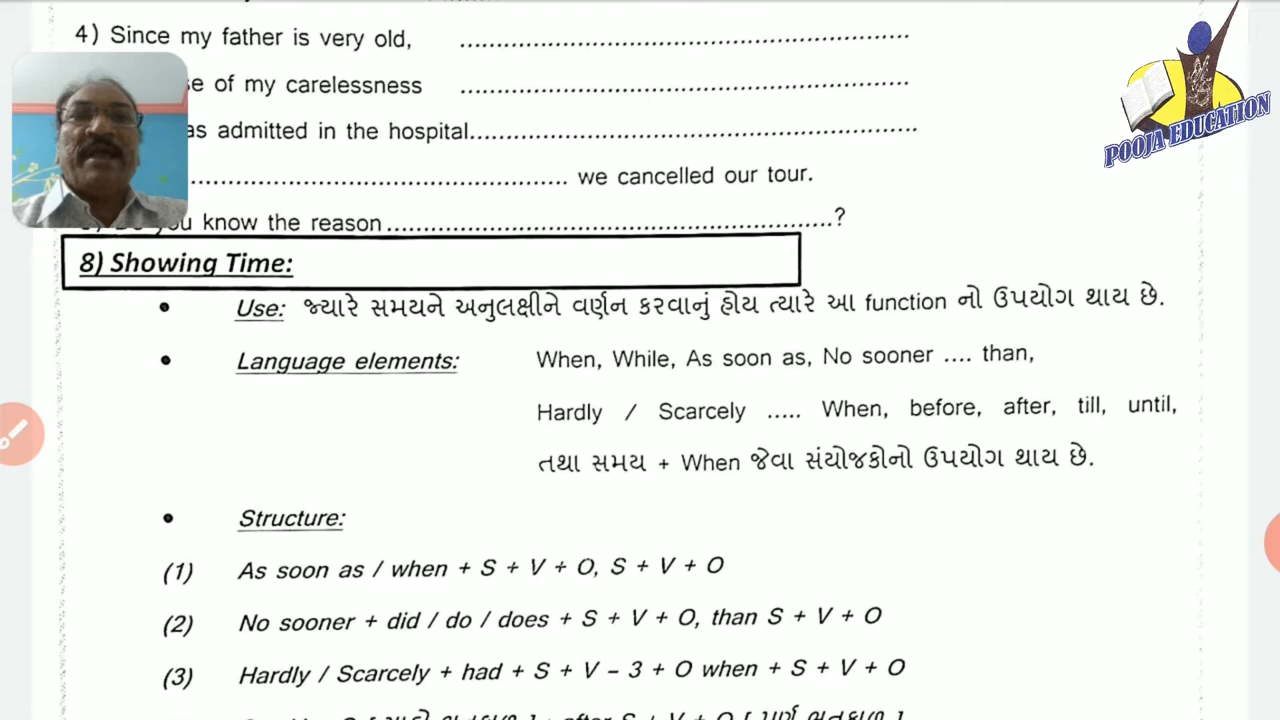 4) Since my father is very old, ................................................
se of my carelessness ................................................
as admitted in the hospital................................................
................................................ we cancelled our tour.
you know the reason ................................................?
8) Showing Time:
• Use: જ્યારે સમયને અનુલક્ષીને વર્ણન કરવાનું હોય ત્યારે આ function નો ઉપયોગ થાય છે.
• Language elements: When, While, As soon as, No sooner .... than,
Hardly / Scarcely ..... When, before, after, till, until,
તથા સમય + When જેવા સંયોજકોનો ઉપયોગ થાય છે.
• Structure:
(1) As soon as / when + S + V + O, S + V + O
(2) No sooner + did / do / does + S + V + O, than S + V + O
(3) Hardly / Scarcely + had + S + V – 3 + O when + S + V + O
after S + V + O [
POOJA EDUCATION